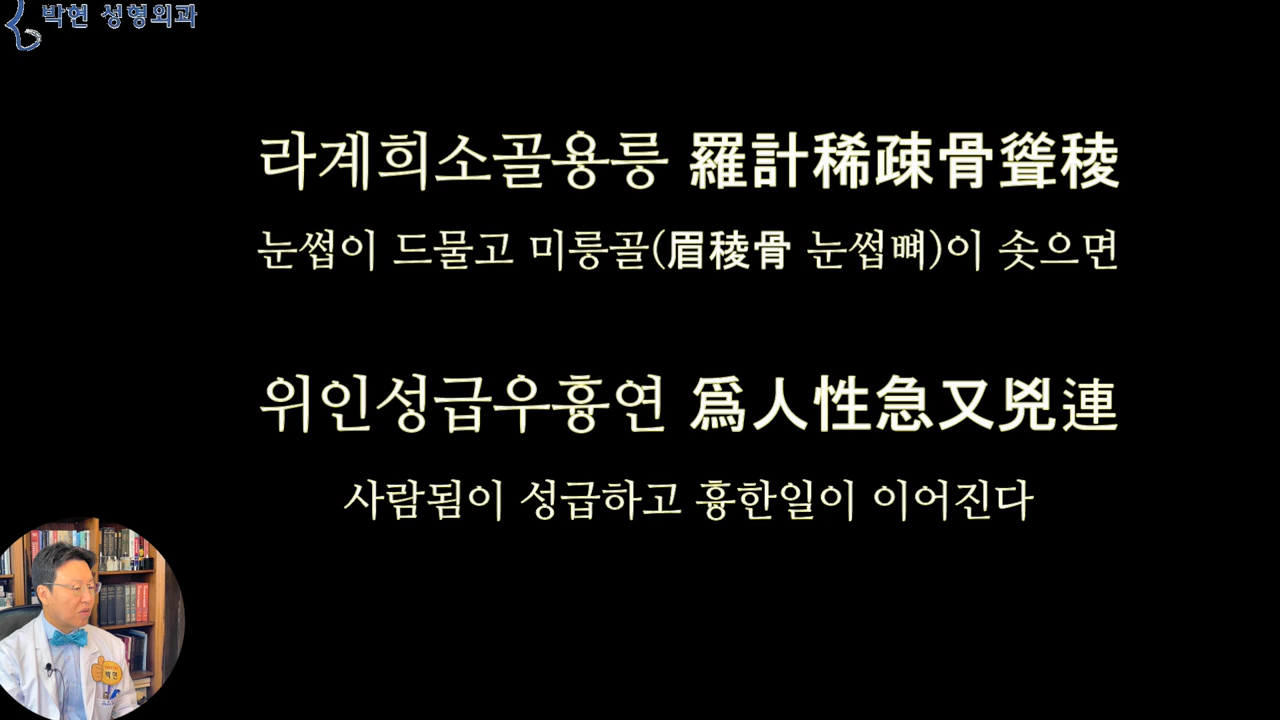 박현 성형외과
라계희소골용릉 羅計稀疎骨聳稜
눈썹이 드물고 미릉골(眉稜骨 눈썹뼈)이 솟으면
위인성급우흉연 爲人性急又兇連
사람됨이 성급하고 흉한일이 이어진다
박현